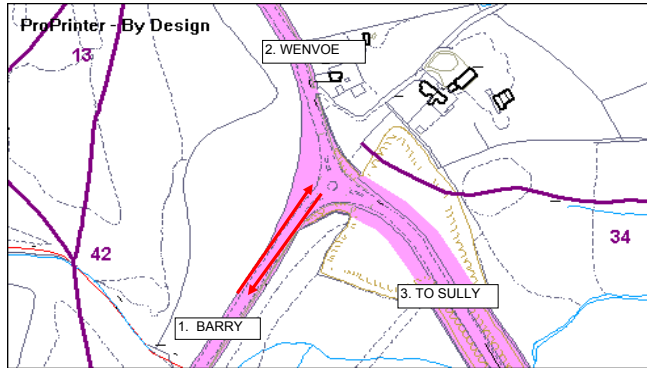 ProPrinter - By Design
13
2. WENVOE
42
34
3. TO SULLY
1. BARRY